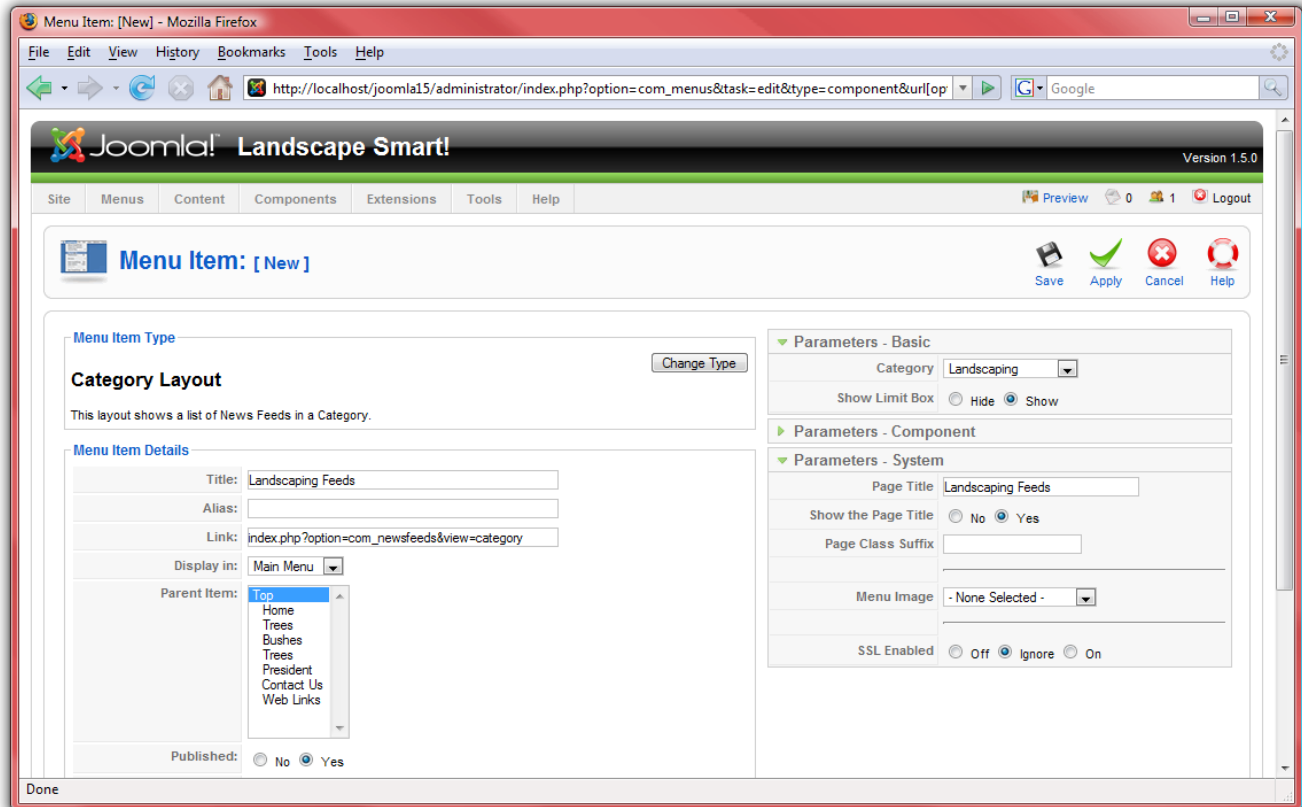 Menu Item: [New] - Mozilla Firefox
File Edit View History Bookmarks Tools Help
http://localhost/joomla15/administrator/index.php?option=com_menus&task=edit&type=component&url[op
G Google
Joomla! Landscape Smart!
Version 1.5.0
Site Menus Content Components Extensions Tools Help
Preview 0 1 Logout
Menu Item: [ New ]
Save Apply Cancel Help
Menu Item Type
Change Type
Category Layout
This layout shows a list of News Feeds in a Category.
Menu Item Details
Title: Landscaping Feeds
Alias:
Link: index.php?option=com_newsfeeds&view=category
Display in: Main Menu
Parent Item: Top
Home
Trees
Bushes
Trees
President
Contact Us
Web Links
Published: No Yes
Parameters - Basic
Category Landscaping
Show Limit Box Hide Show
Parameters - Component
Parameters - System
Page Title Landscaping Feeds
Show the Page Title No Yes
Page Class Suffix
Menu Image - None Selected -
SSL Enabled Off Ignore On
Done